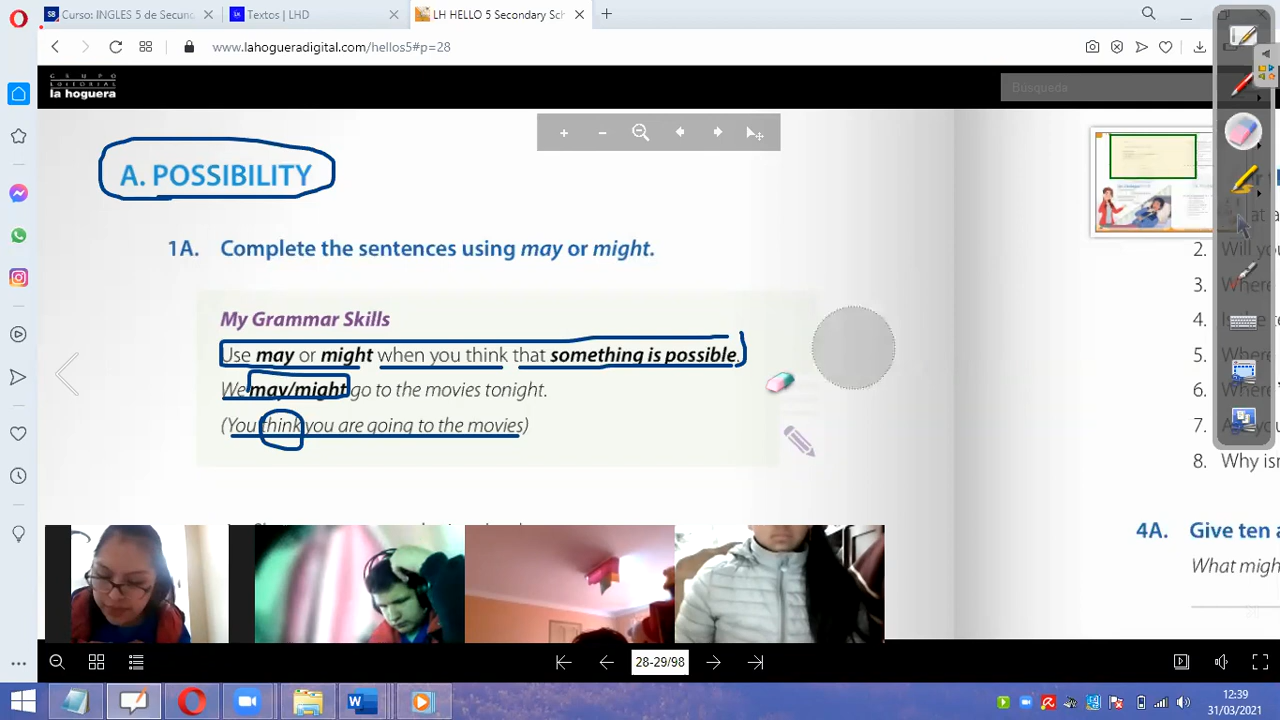 Curso: INGLES 5 de Secun
Textos | LHD
LH HELLO 5 Secondary Sch
www.lahogueradigital.com/hellos5#p=28
GRUPO
EDITORIAL
la hoguera
Búsqueda
A. POSSIBILITY
1A. Complete the sentences using may or might.
My Grammar Skills
Use may or might when you think that something is possible.
We may/might go to the movies tonight.
(You think you are going to the movies)
2. Will you
3. Where
4.
5. Where
6. Where
7.
8. Why isn
4A. Give ten a
What migh
28-29/98
12:39
31/03/2021